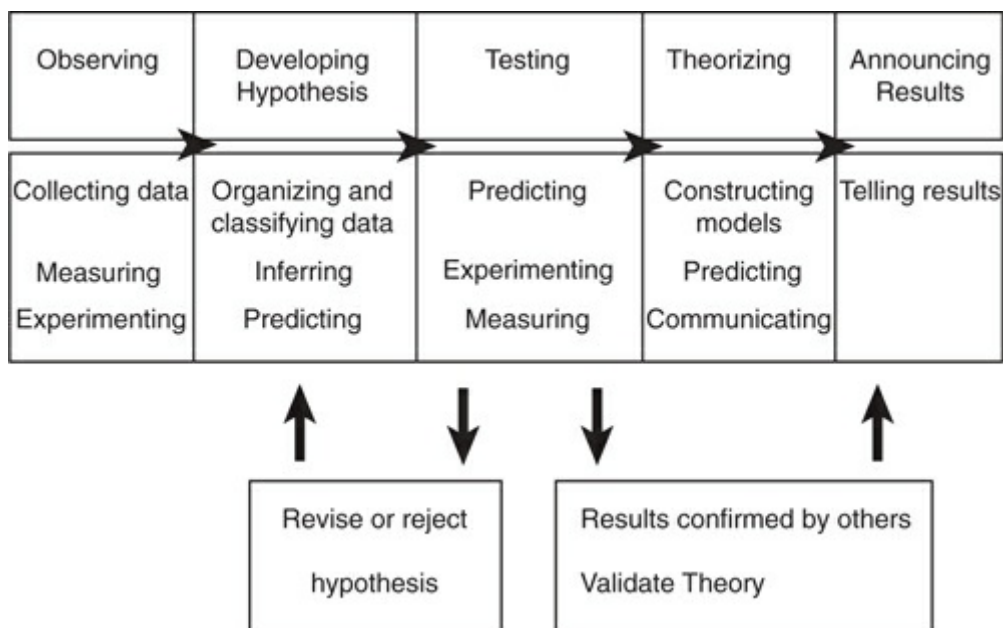 Observing
Developing
Hypothesis
Testing
Theorizing
Announcing
Results
Collecting data
Measuring
Experimenting
Organizing and
classifying data
Inferring
Predicting
Predicting
Experimenting
Measuring
Constructing
models
Predicting
Communicating
Telling results
Revise or reject
hypothesis
Results confirmed by others
Validate Theory